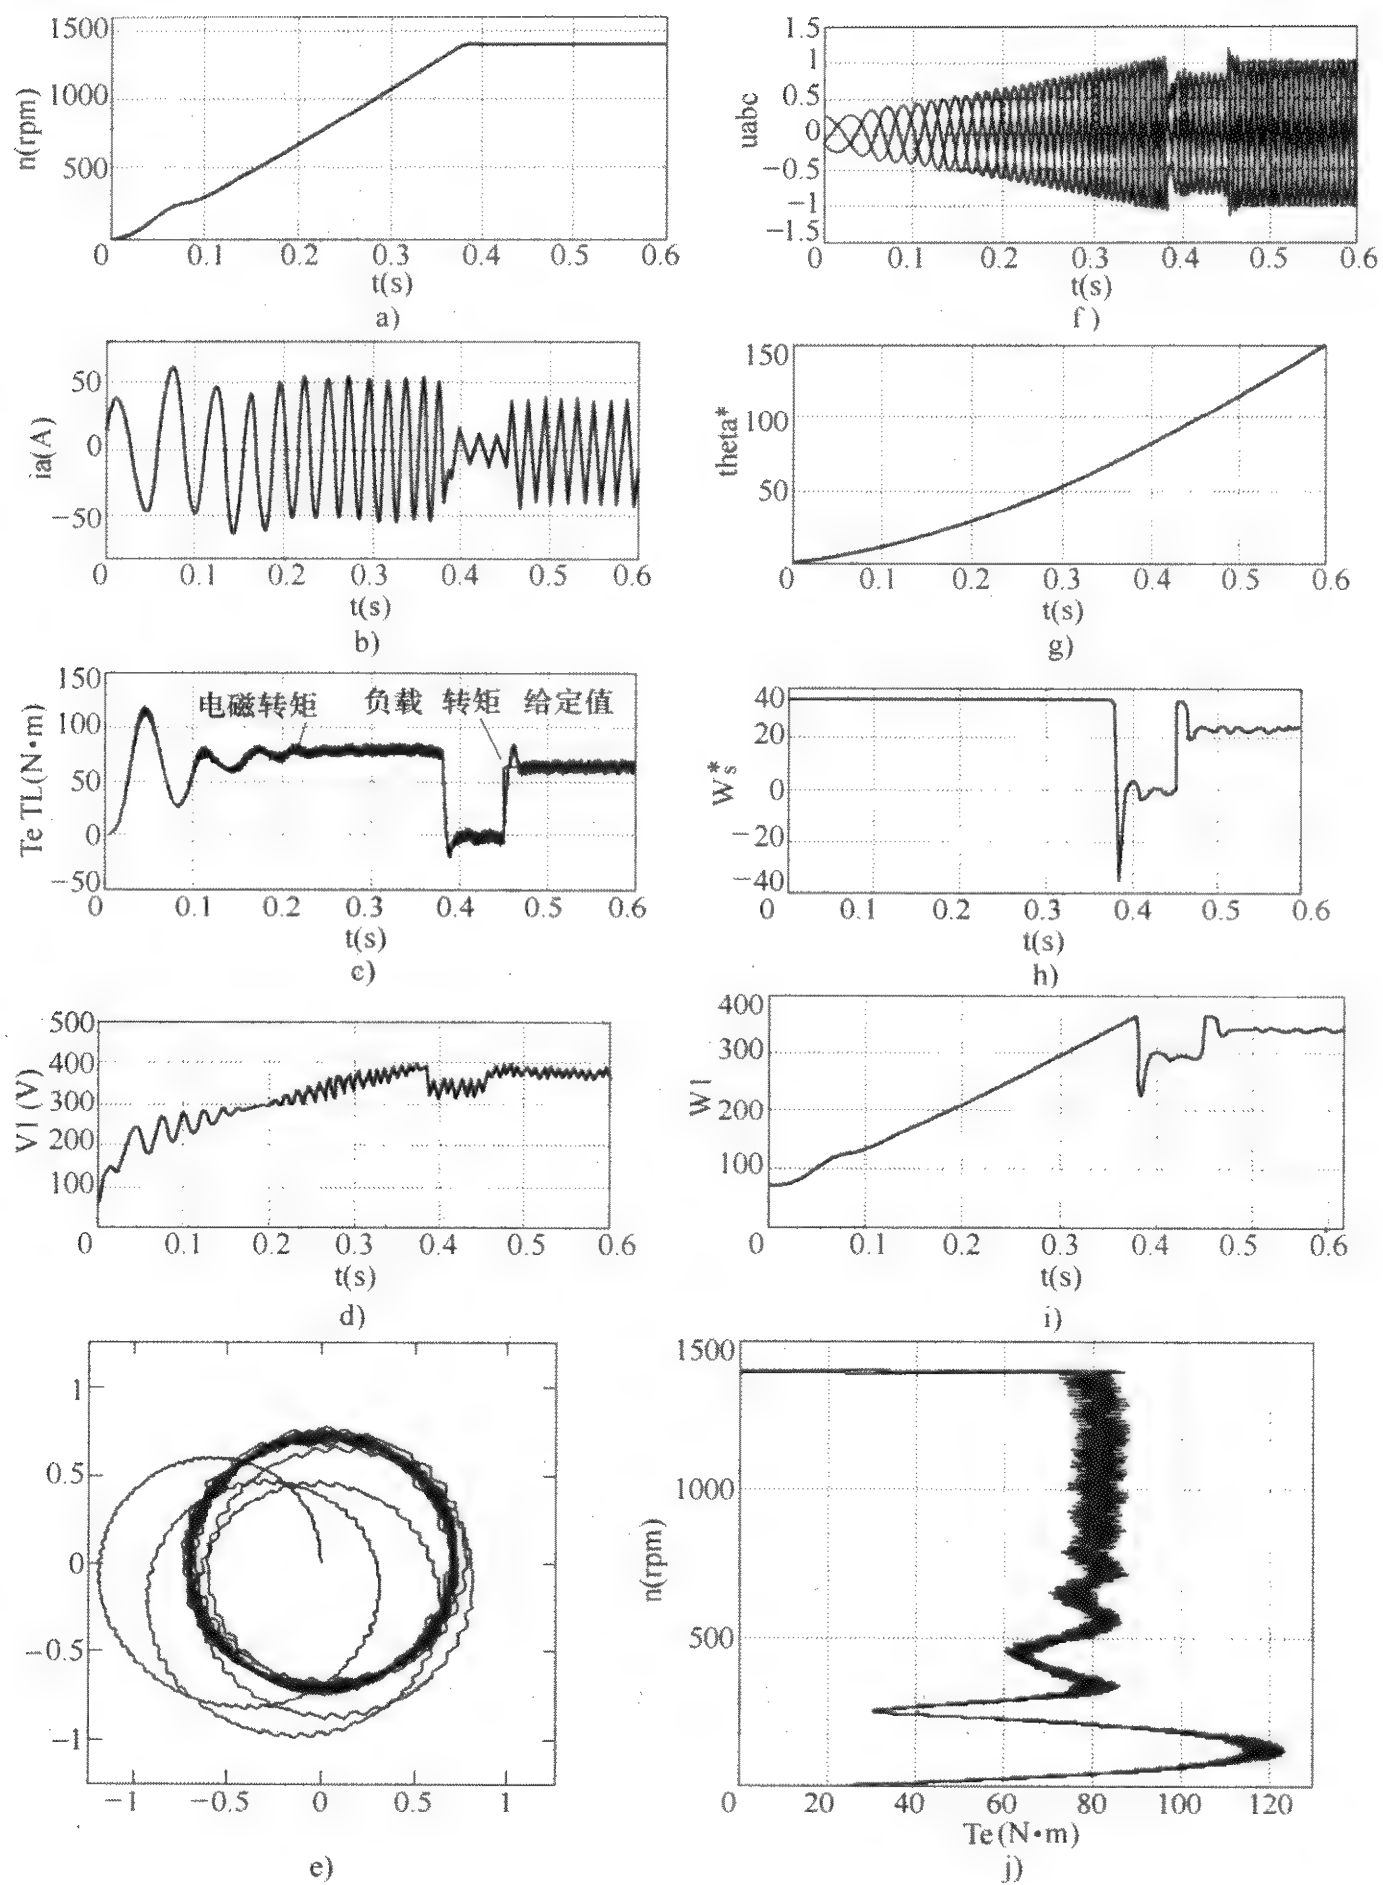 1500
1000
500
n(rpm)
0 0.1 0.2 0.3 0.4 0.5 0.6
t(s)
a)
1.5
1
0.5
0
−0.5
−1
−1.5
uabc
0 0.1 0.2 0.3 0.4 0.5 0.6
t(s)
f)
50
0
−50
ia(A)
0 0.1 0.2 0.3 0.4 0.5 0.6
t(s)
b)
150
100
50
theta*
0 0.1 0.2 0.3 0.4 0.5 0.6
t(s)
g)
150
100
50
0
−50
Te TL(N•m)
电磁转矩 负载 转矩 给定值
0 0.1 0.2 0.3 0.4 0.5 0.6
t(s)
c)
40
20
0
−20
−40
Ws*
0 0.1 0.2 0.3 0.4 0.5 0.6
t(s)
h)
500
400
300
200
100
V1(V)
0 0.1 0.2 0.3 0.4 0.5 0.6
t(s)
d)
400
300
200
100
W1
0 0.1 0.2 0.3 0.4 0.5 0.6
t(s)
i)
1
0.5
0
−0.5
−1
−1 −0.5 0 0.5 1
e)
1500
1000
500
n(rpm)
0 20 40 60 80 100 120
Te(N•m)
j)